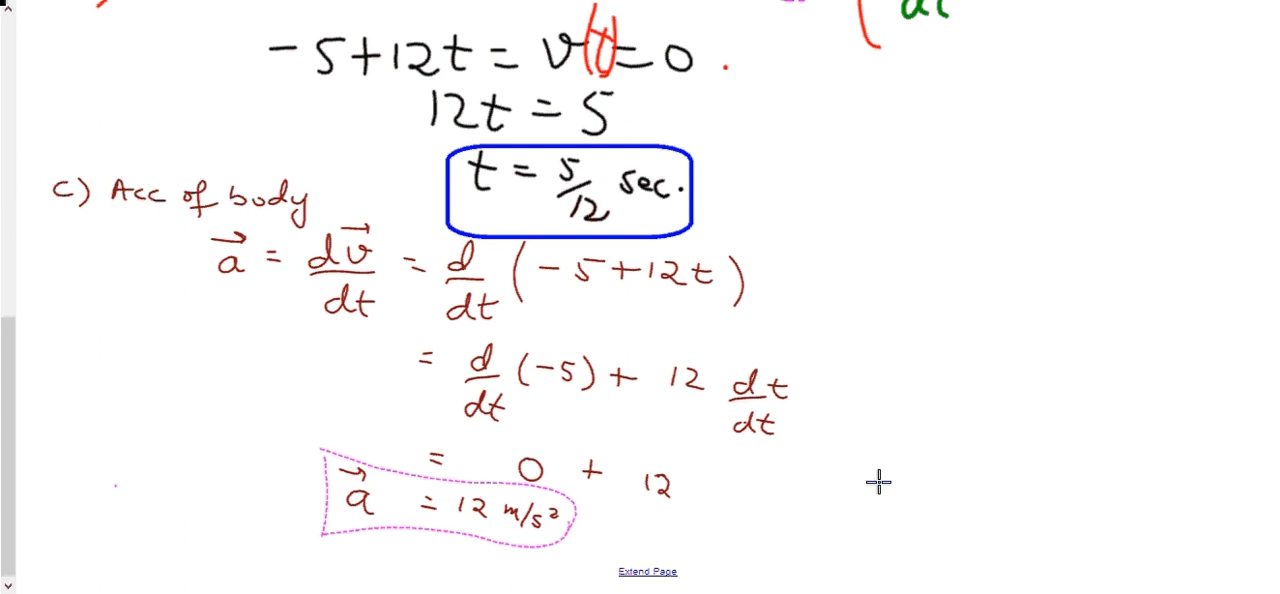 dt
- 5 + 12t = v(t) = 0 .
12t = 5
t = 5/12 sec.
c) Acc of body
a⃗ = dv⃗/dt = d/dt (- 5 + 12t)
= d/dt (-5) + 12 dt/dt
= 0 + 12
a⃗ = 12 m/s²
Extend Page